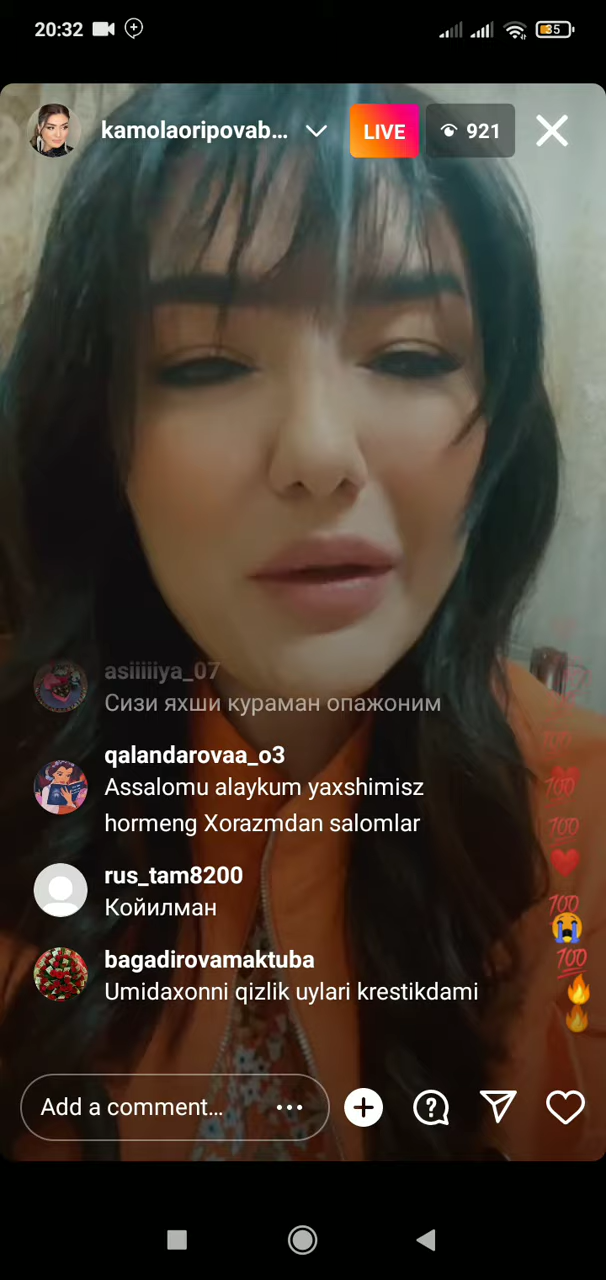 20:32
35
kamolaoripovab...
LIVE
921
asiiiiiya_07
Сизи яхши кураман опажоним
qalandarovaa_o3
Assalomu alaykum yaxshimisz
hormeng Xorazmdan salomlar
rus_tam8200
Койилман
bagadirovamaktuba
Umidaxonni qizlik uylari krestikdami
Add a comment...